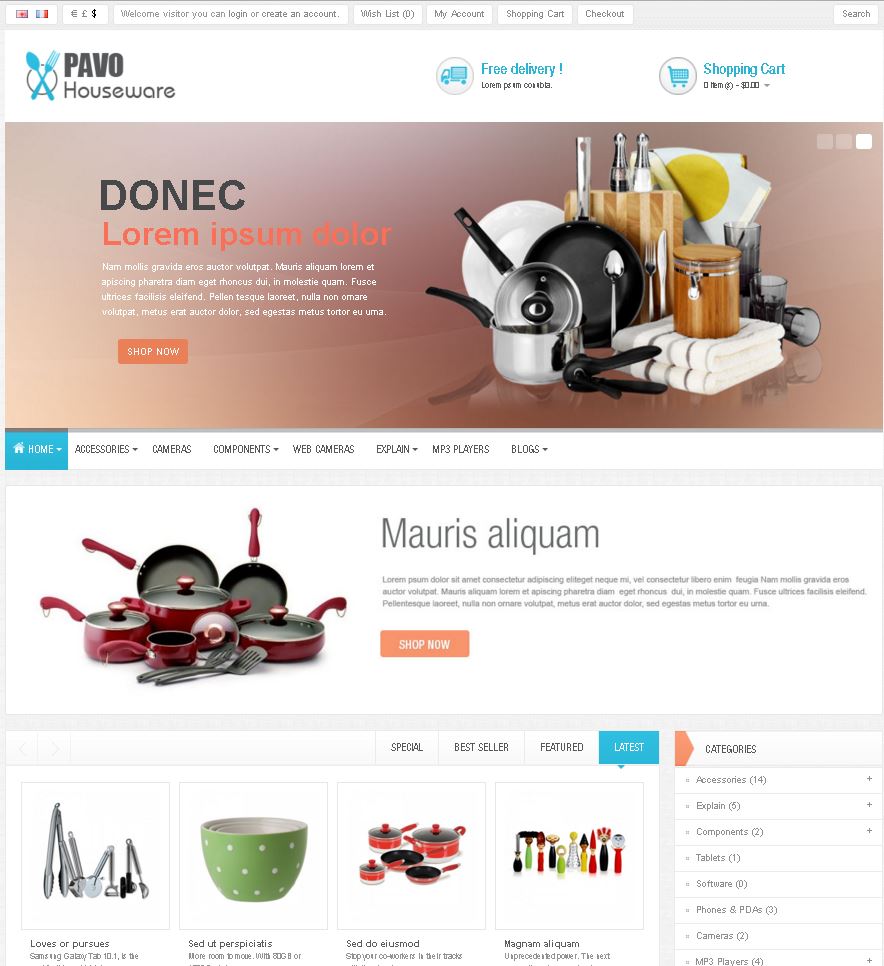 € £ $
Welcome visitor you can login or create an account.
Wish List (0)
My Account
Shopping Cart
Checkout
Search
PAVO
Houseware
Free delivery !
Shopping Cart
0 item(s) - $0.00
DONEC
Lorem ipsum dolor
Nam mollis gravida eros auctor volutpat. Mauris aliquam lorem et
apiscing pharetra diam eget rhoncus dui, in molestie quam. Fusce
ultrices facilisis eleifend. Pellen tesque laoreet, nulla non ornare
volutpat, metus erat auctor dolor, sed egestas metus tortor eu uma.
SHOP NOW
HOME
ACCESSORIES
CAMERAS
COMPONENTS
WEB CAMERAS
EXPLAIN
MP3 PLAYERS
BLOGS
Mauris aliquam
Lorem psum dolor sit amet consectetur adipiscing eliteget neque mi, vel consectetur libero enim feugia Nam mollis gravida eros
auctor volutpat. Mauris aliquam lorem et apiscing pharetra diam eget rhoncus dui, in molestie quam. Fusce ultrices facilisis eleifend.
Pellentesque laoreet, nulla non ornare volutpat, metus erat auctor dolor, sed egestas metus tortor eu urna.
SHOP NOW
SPECIAL
BEST SELLER
FEATURED
LATEST
CATEGORIES
Accessories (14) +
Explain (5) +
Components (2) +
Tablets (1)
Software (0)
Phones & PDAs (3)
Cameras (2)
MP3 Players (4) +
Loves or pursues
Samsung Galaxy Tab 10.1, is the
Sed ut perspiciatis
More room to move. With 80GB or
Sed do eiusmod
Stop your co-workers in their tracks
Magnam aliquam
Unprecedented power. The next